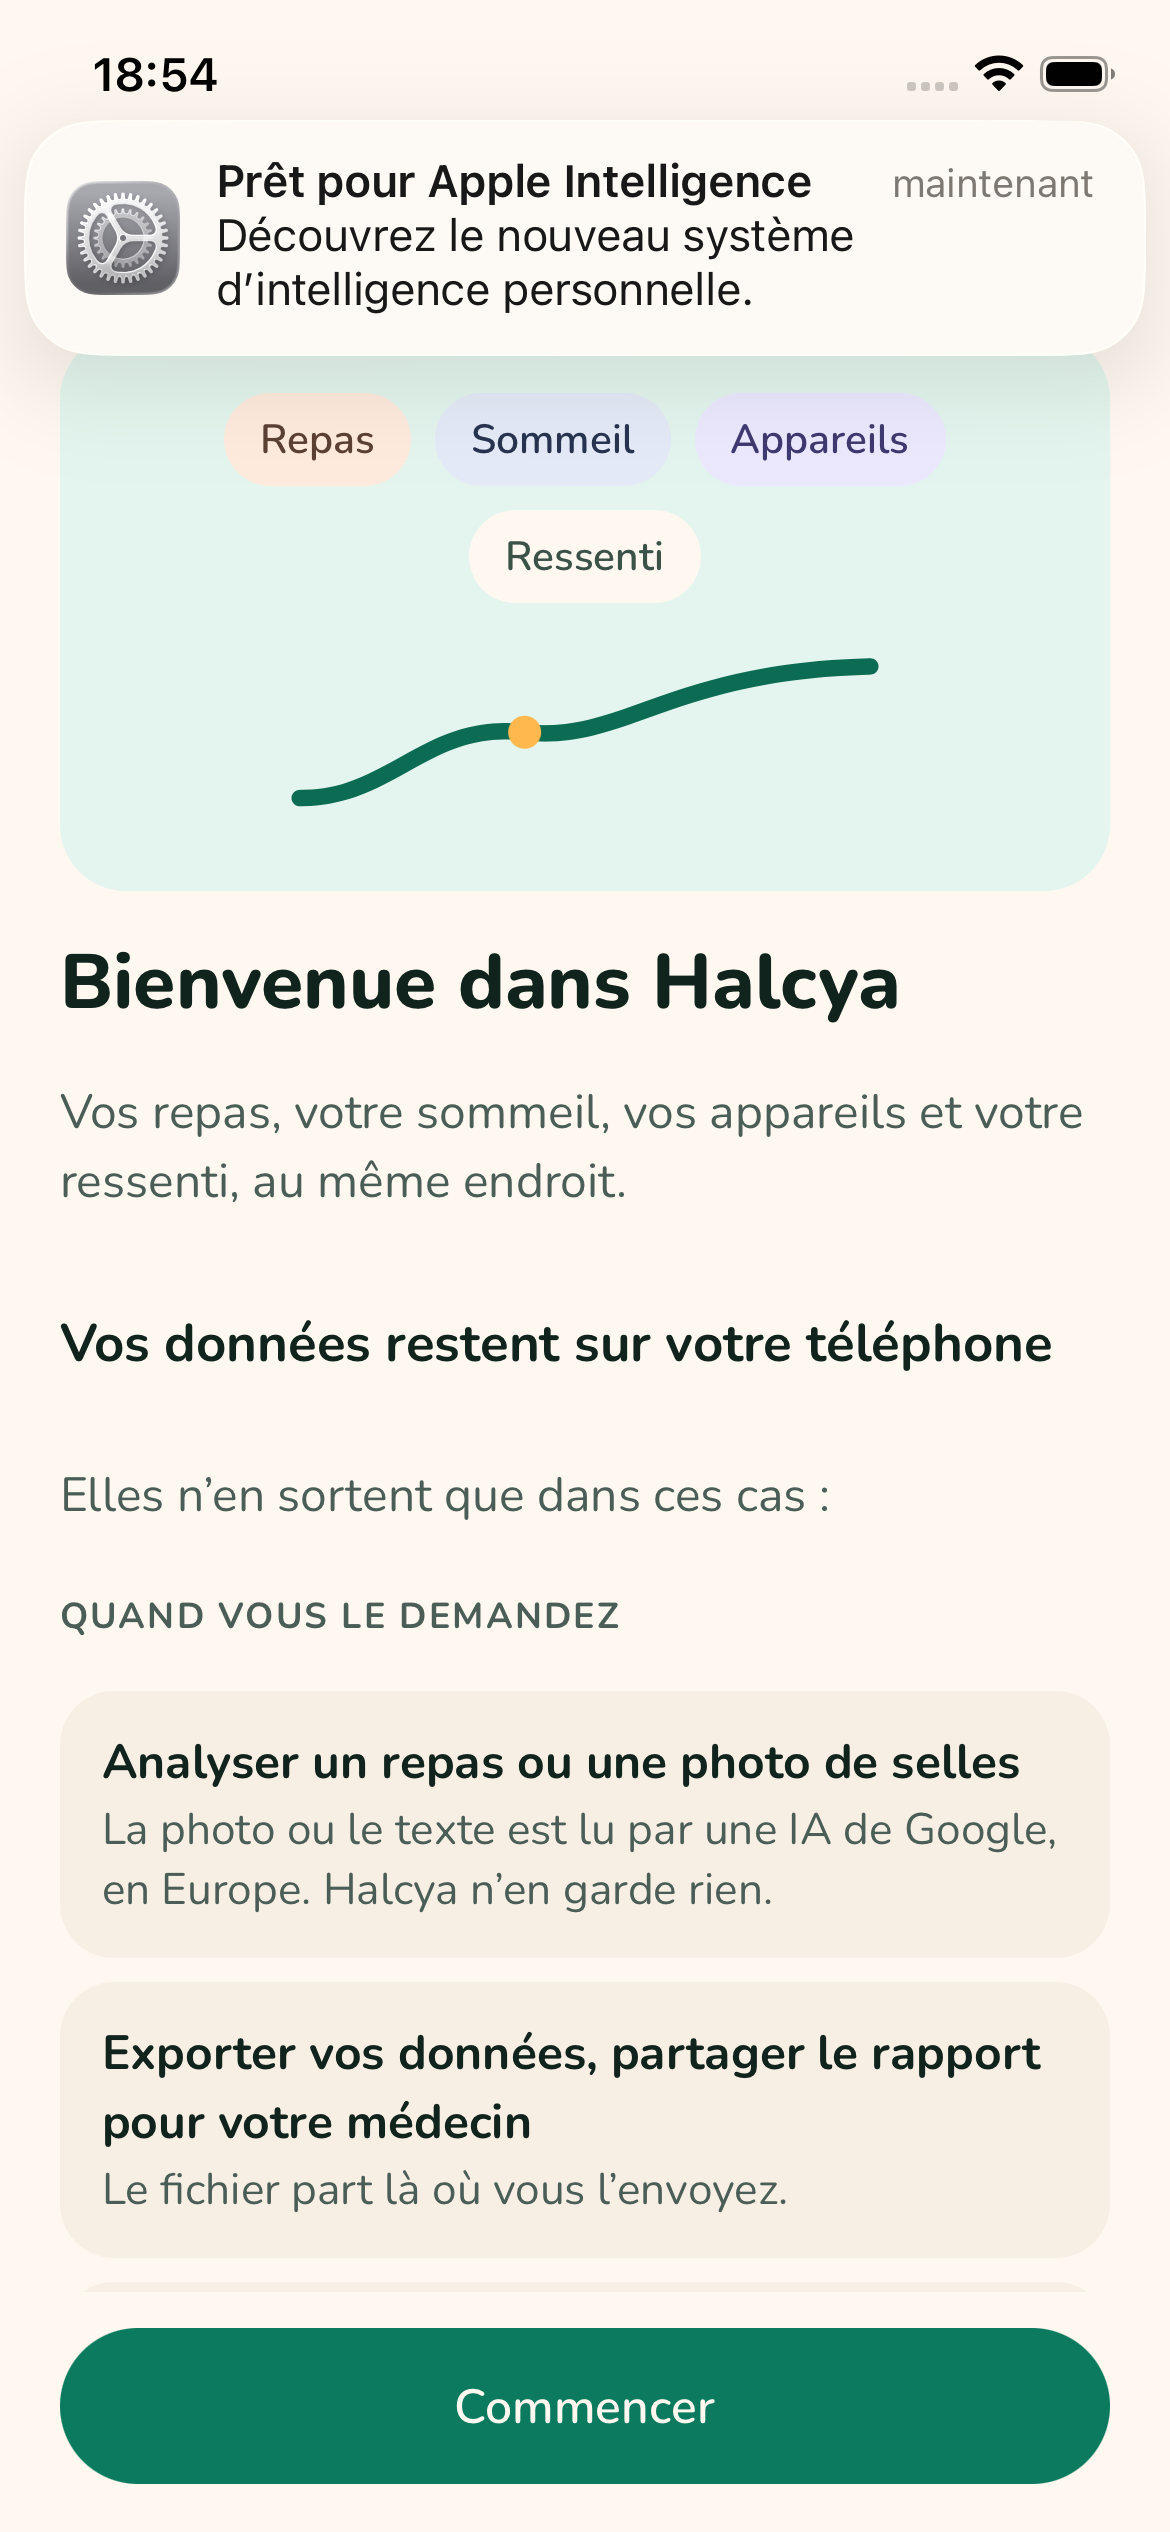 18:54
Prêt pour Apple Intelligence
maintenant
Découvrez le nouveau système
d’intelligence personnelle.
Repas
Sommeil
Appareils
Ressenti
Bienvenue dans Halcya
Vos repas, votre sommeil, vos appareils et votre
ressenti, au même endroit.
Vos données restent sur votre téléphone
Elles n’en sortent que dans ces cas :
QUAND VOUS LE DEMANDEZ
Analyser un repas ou une photo de selles
La photo ou le texte est lu par une IA de Google,
en Europe. Halcya n’en garde rien.
Exporter vos données, partager le rapport
pour votre médecin
Le fichier part là où vous l’envoyez.
Commencer